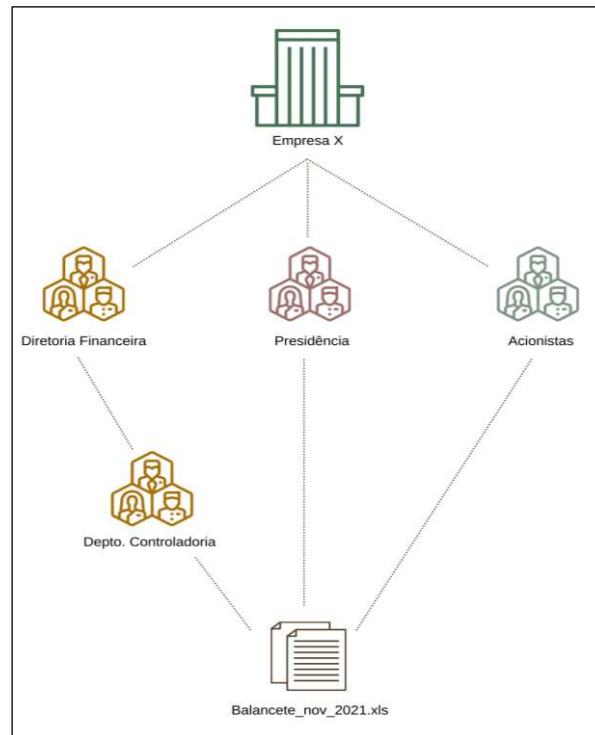 Empresa X
Diretoria Financeira
Presidência
Acionistas
Depto. Controladoria
Balancete_nov_2021.xls